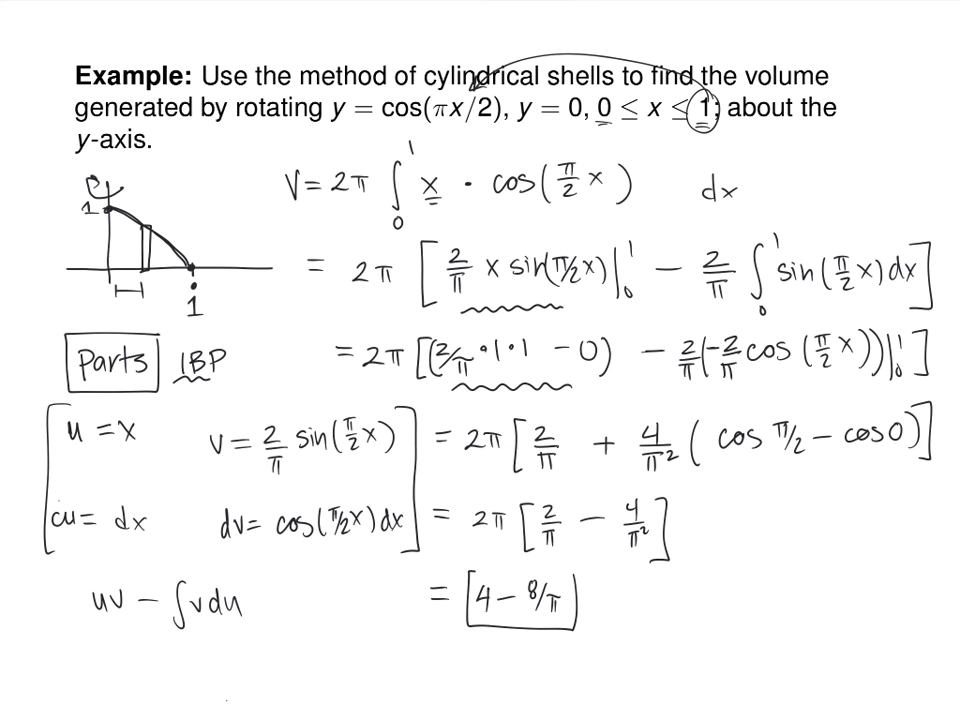 Example: Use the method of cylindrical shells to find the volume
generated by rotating y = cos(πx/2), y = 0, 0 ≤ x ≤ 1, about the
y-axis.
V = 2π ∫₀¹ x · cos(π/2 x) dx
1
= 2π [2/π x sin(π/2 x)|₀¹ − 2/π ∫₀¹ sin(π/2 x) dx]
1
Parts IBP
= 2π [(2/π · 1 · 1 − 0) − 2/π(−2/π cos(π/2 x))|₀¹]
u = x v = 2/π sin(π/2 x)
= 2π [2/π + 4/π² (cos π/2 − cos 0)]
du = dx dv = cos(π/2 x) dx
= 2π [2/π − 4/π²]
uv − ∫ v du
= 4 − 8/π